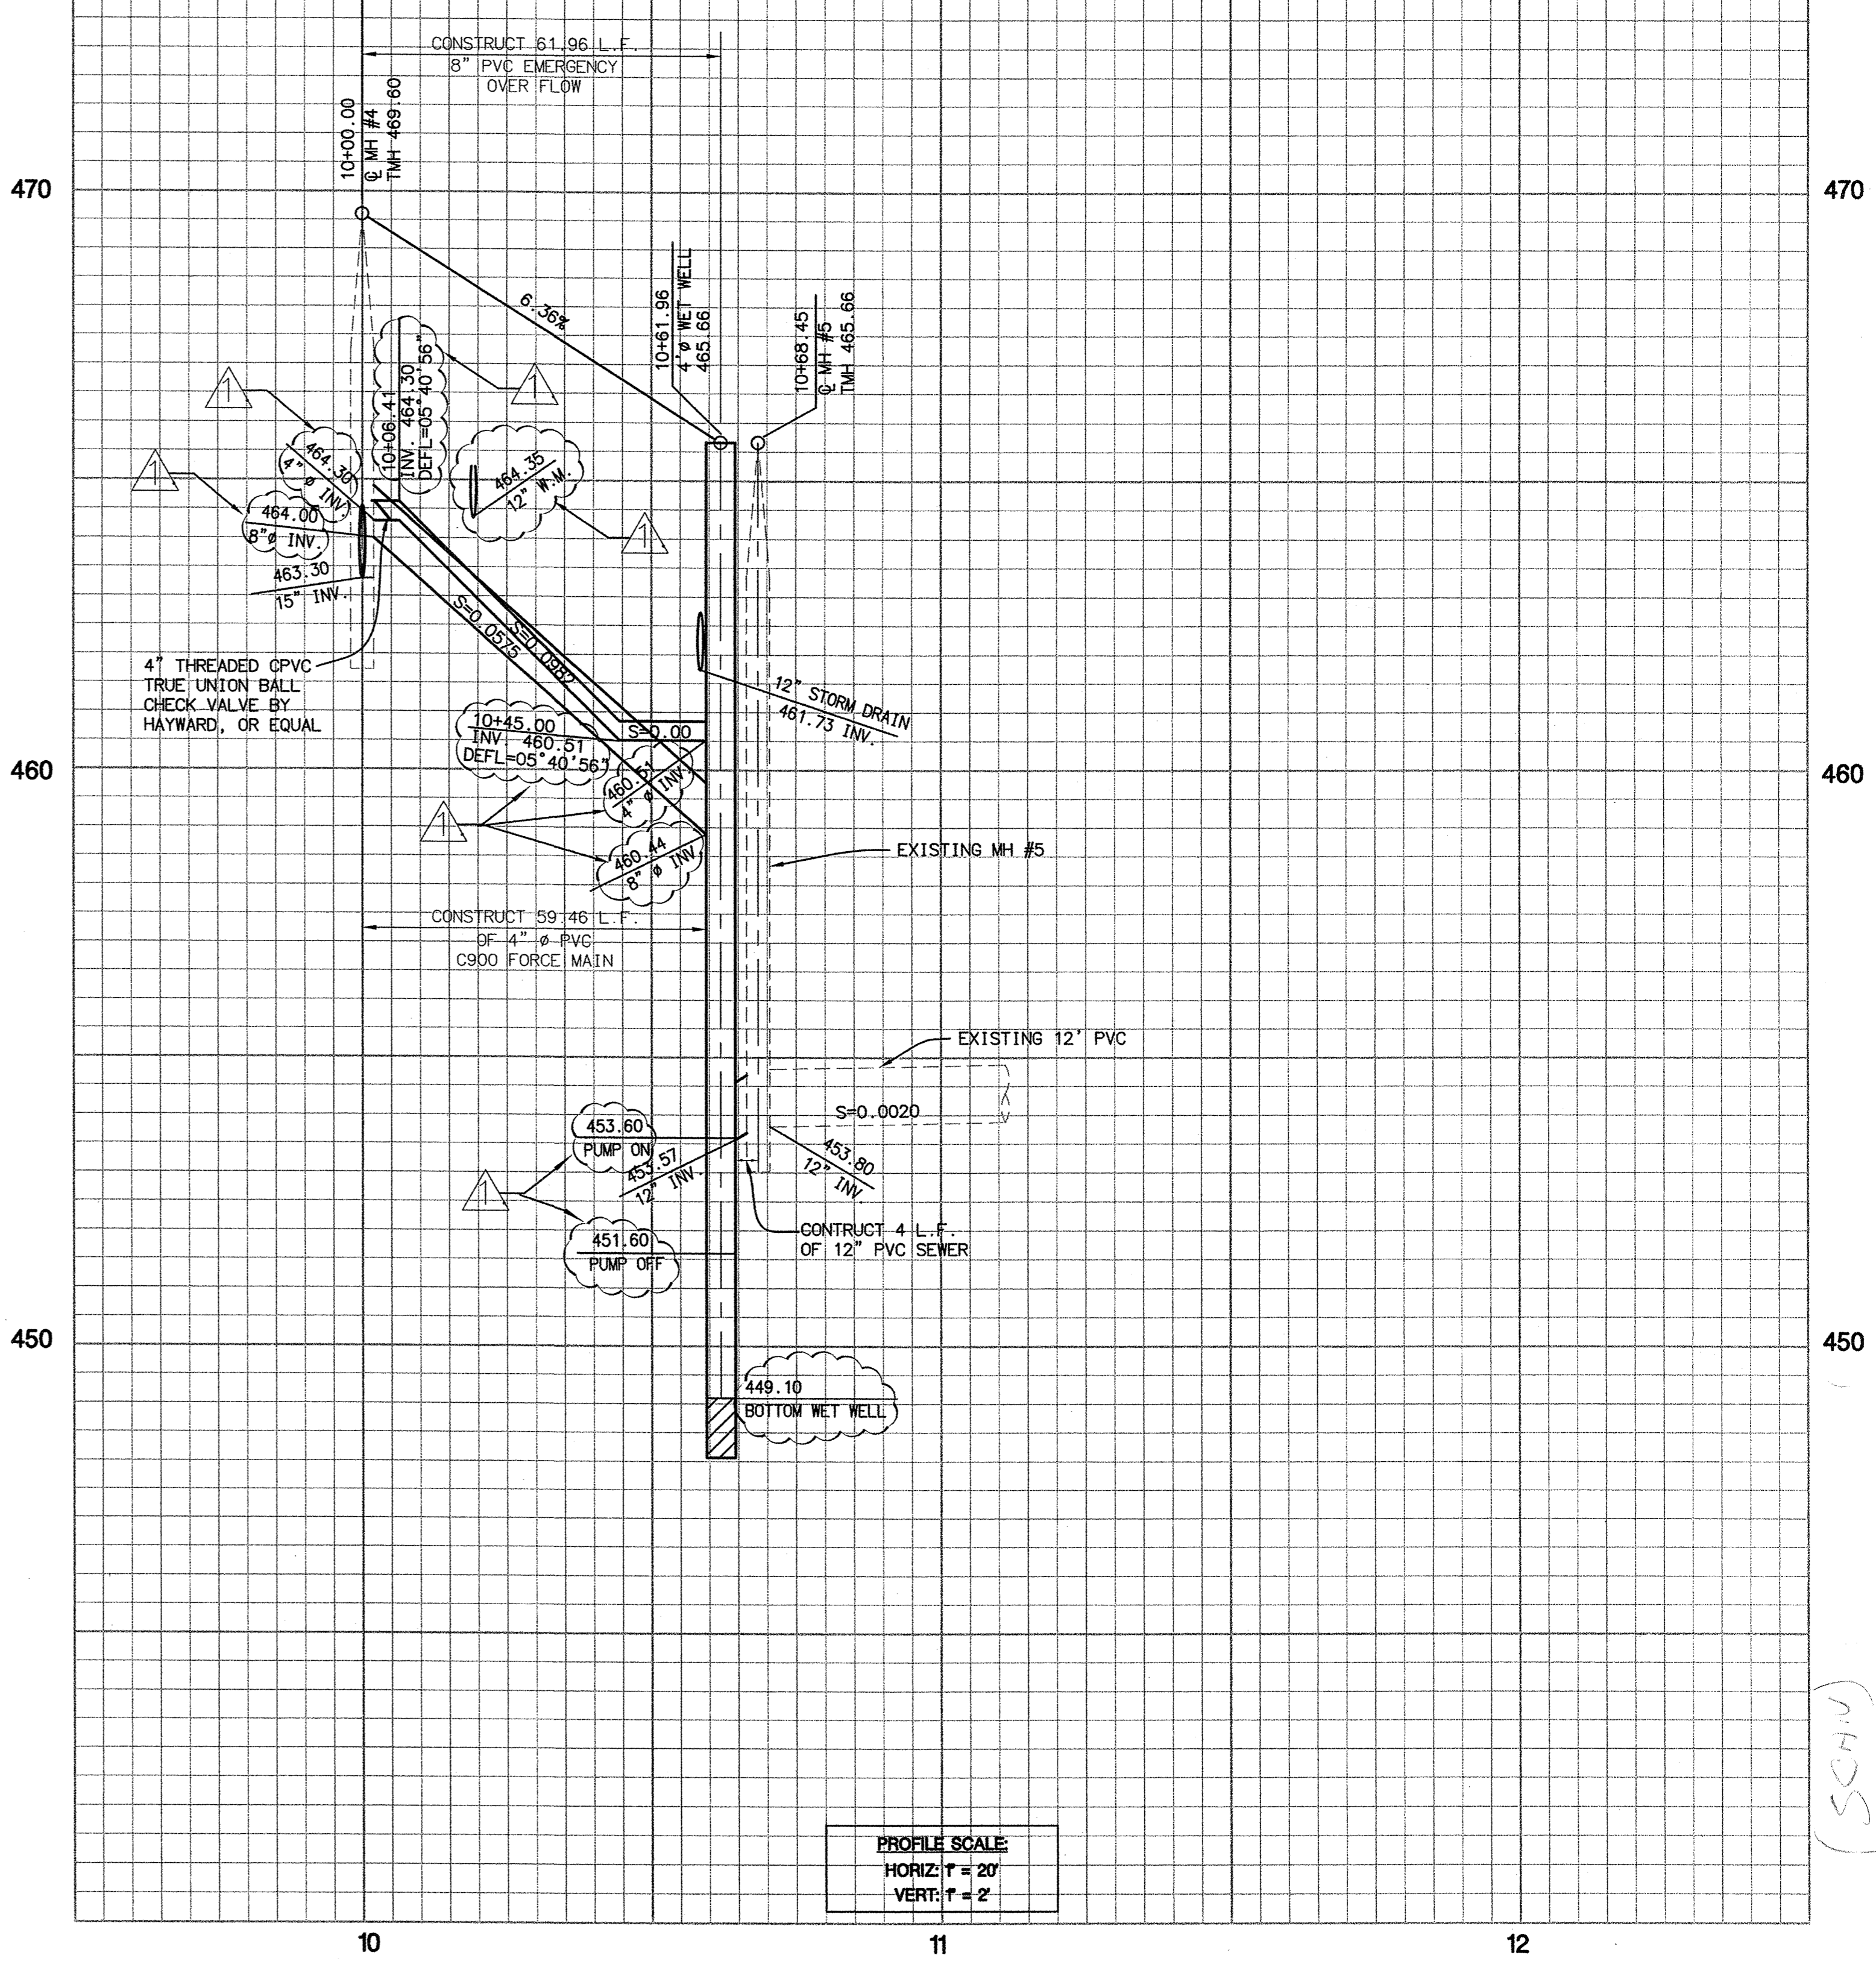 CONSTRUCT 61.96 L.F.
8" PVC EMERGENCY
OVER FLOW
10+00.00
℄ MH #4
TMH 469.60
470
470
6.36%
10+61.96
4'ø WET WELL
465.66
10+68.45
℄ MH #5
TMH 465.66
10+06.41
INV. 464.30
DEFL=05°40'56"
1
1
1
1
464.30
4" ø INV.
464.00
8"ø INV.
463.30
15" INV.
464.35
12" W.M.
S=0.0575
S=0.0982
4" THREADED CPVC
TRUE UNION BALL
CHECK VALVE BY
HAYWARD, OR EQUAL
12" STORM DRAIN
461.73 INV.
10+45.00
INV. 460.51
DEFL=05°40'56"
S=0.00
460
460
460.51
4" ø INV.
1
460.44
8" ø INV
EXISTING MH #5
CONSTRUCT 59.46 L.F.
OF 4" ø PVC
C900 FORCE MAIN
EXISTING 12' PVC
S=0.0020
453.60
PUMP ON
453.57
12" INV.
453.80
12" INV.
1
CONTRUCT 4 L.F.
OF 12" PVC SEWER
451.60
PUMP OFF
450
450
449.10
BOTTOM WET WELL
PROFILE SCALE:
HORIZ: 1" = 20'
VERT: 1" = 2'
10
11
12